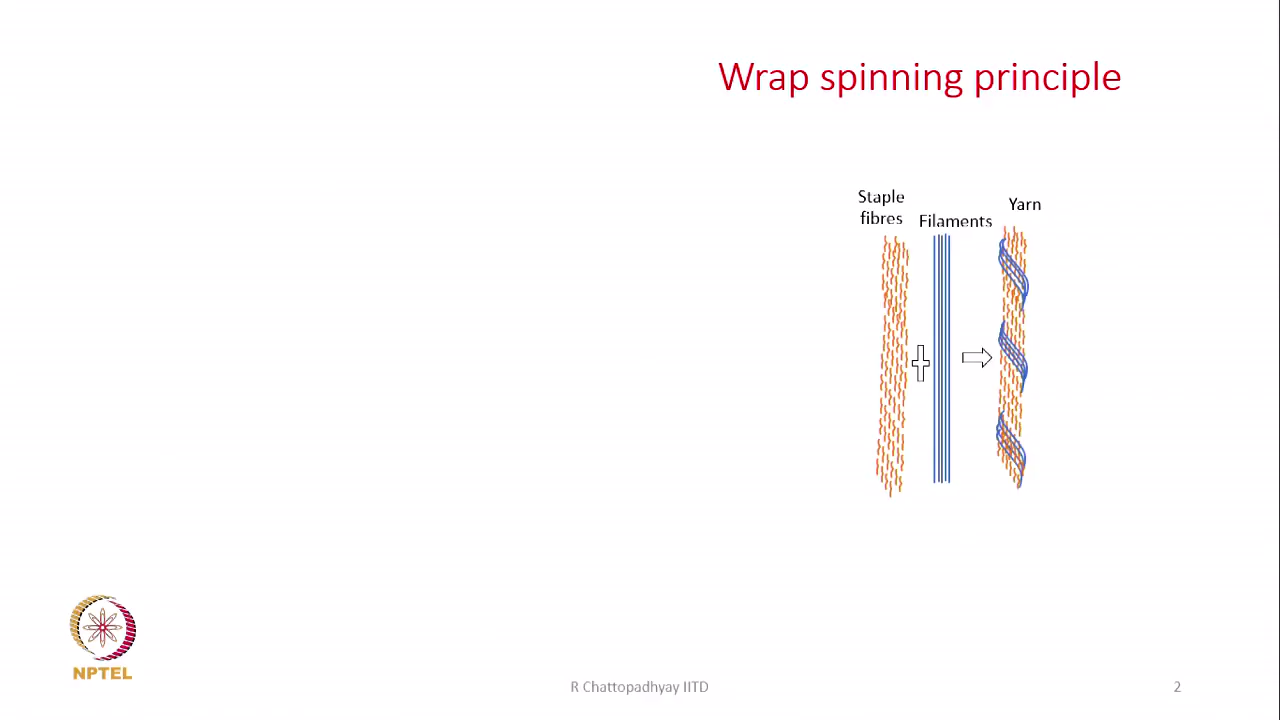 Wrap spinning principle
Staple
fibres
Filaments
Yarn
NPTEL
R Chattopadhyay IITD
2